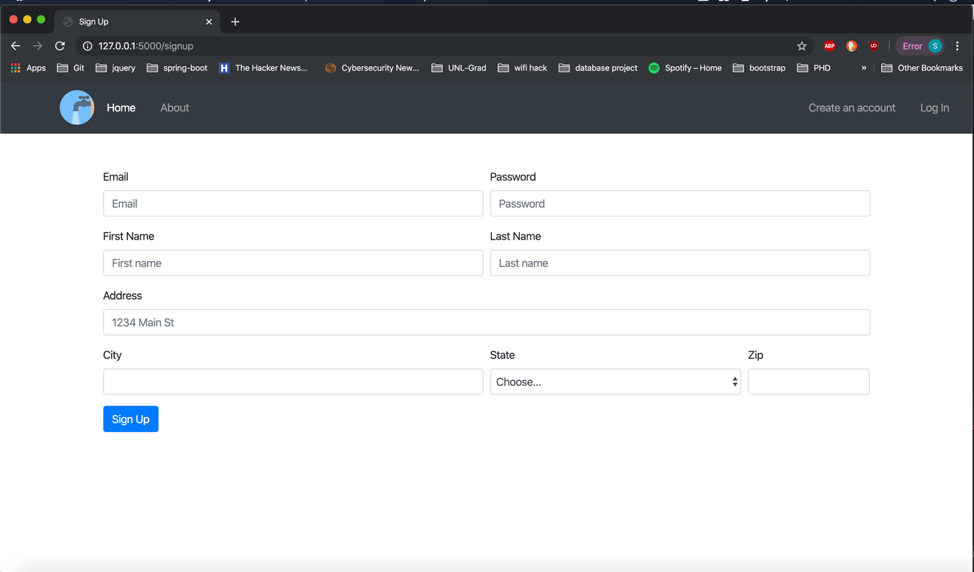 Sign Up
127.0.0.1:5000/signup
ABP UD Error S
Apps Git jquery spring-boot H The Hacker News... Cybersecurity New... UNL-Grad wifi hack database project Spotify – Home bootstrap PHD » Other Bookmarks
Home About Create an account Log In
Email Password
Email Password
First Name Last Name
First name Last name
Address
1234 Main St
City State Zip
Choose...
Sign Up